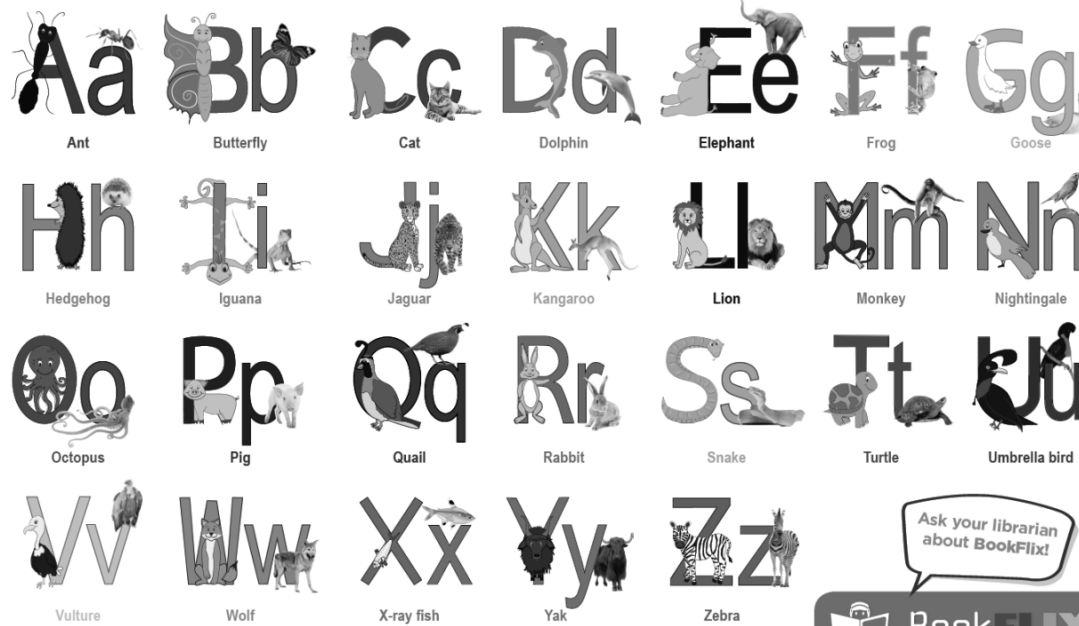 Aa Bb Cc Dd Ee Ff Gg
Ant Butterfly Cat Dolphin Elephant Frog Goose
Hh Ii Jj Kk Ll Mm Nn
Hedgehog Iguana Jaguar Kangaroo Lion Monkey Nightingale
Oo Pp Qq Rr Ss Tt Uu
Octopus Pig Quail Rabbit Snake Turtle Umbrella bird
Vv Ww Xx Yy Zz
Ask your librarian
about BookFlix!
Vulture Wolf X-ray fish Yak Zebra
BookFLIX